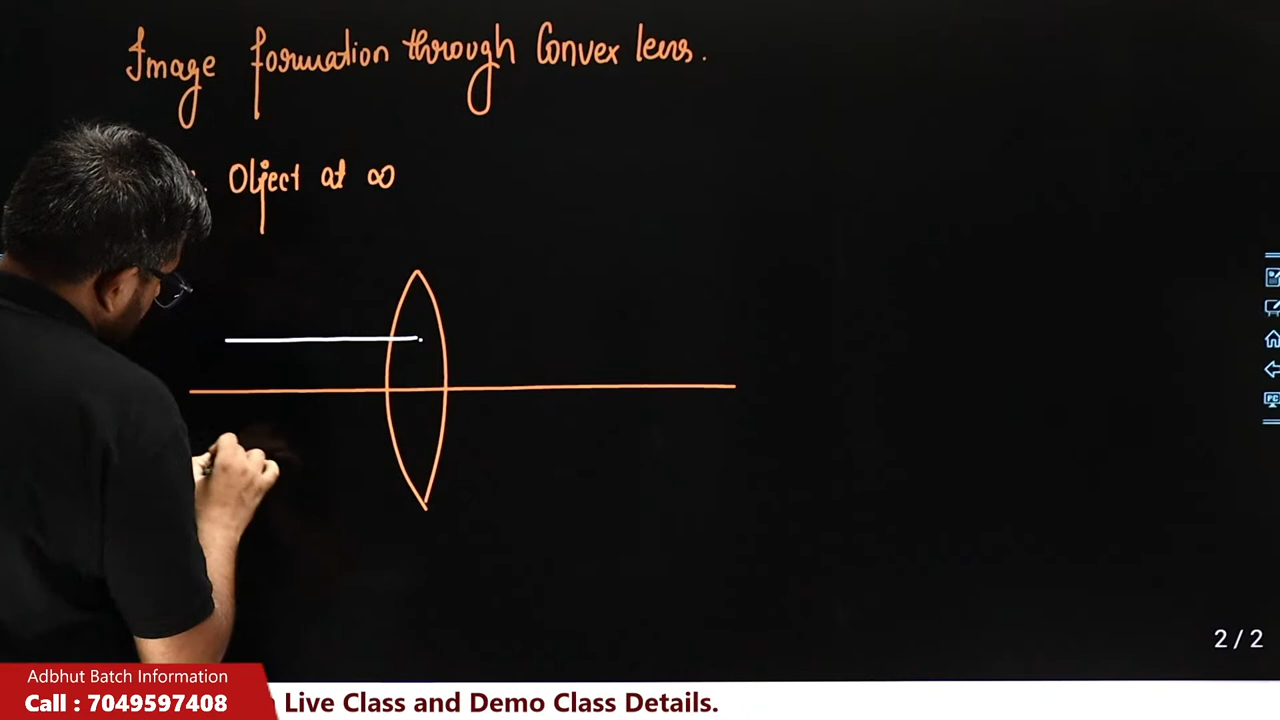 Image formation through Convex lens.
Object at ∞
2 / 2
PC
Adbhut Batch Information
Call : 7049597408
Live Class and Demo Class Details.